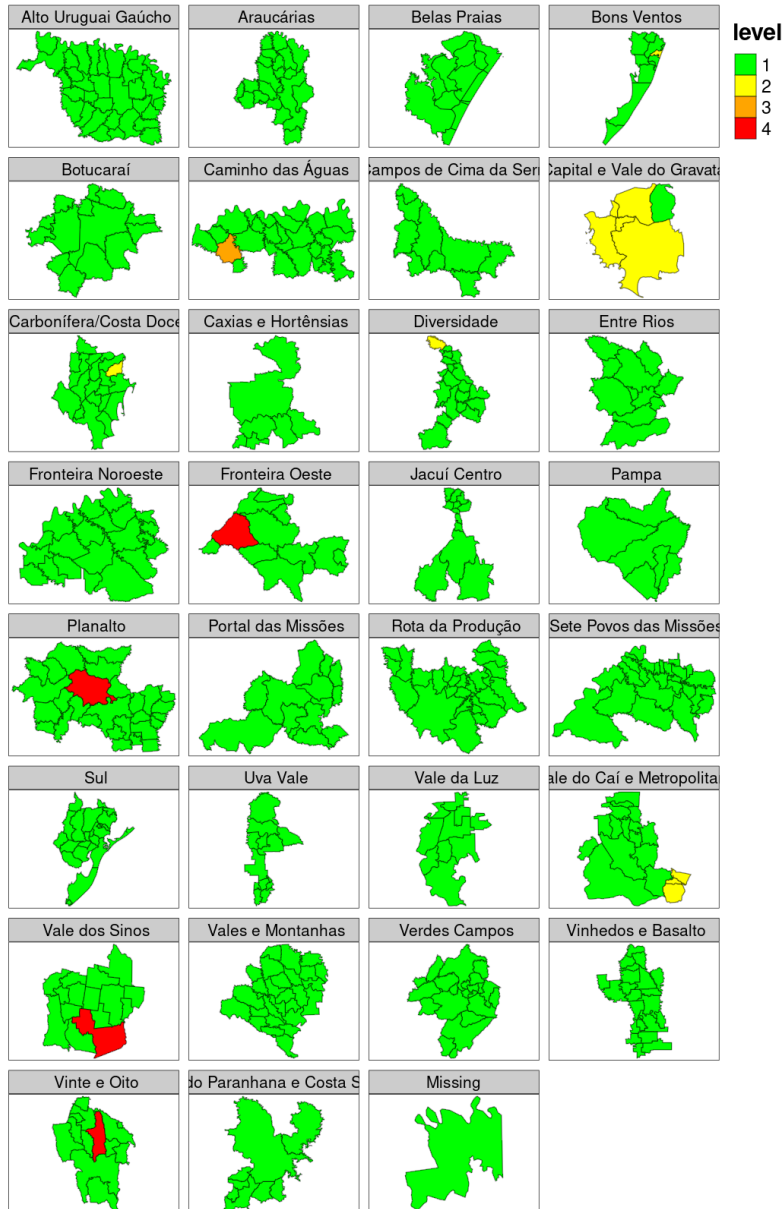 Alto Uruguai Gaúcho
Araucárias
Belas Praias
Bons Ventos
level
1
2
3
4
Botucaraí
Caminho das Águas
Campos de Cima da Serr
Capital e Vale do Gravata
Carbonífera/Costa Doce
Caxias e Hortênsias
Diversidade
Entre Rios
Fronteira Noroeste
Fronteira Oeste
Jacuí Centro
Pampa
Planalto
Portal das Missões
Rota da Produção
Sete Povos das Missões
Sul
Uva Vale
Vale da Luz
ale do Caí e Metropolita
Vale dos Sinos
Vales e Montanhas
Verdes Campos
Vinhedos e Basalto
Vinte e Oito
do Paranhana e Costa S
Missing